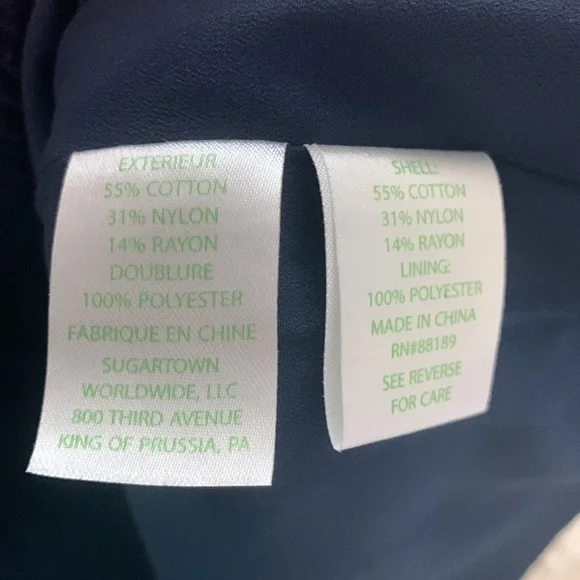 EXTERIEUR
55% COTTON
31% NYLON
14% RAYON
DOUBLURE
100% POLYESTER
FABRIQUE EN CHINE
SUGARTOWN
WORLDWIDE, LLC
800 THIRD AVENUE
KING OF PRUSSIA, PA
SHELL:
55% COTTON
31% NYLON
14% RAYON
LINING:
100% POLYESTER
MADE IN CHINA
RN#88189
SEE REVERSE
FOR CARE